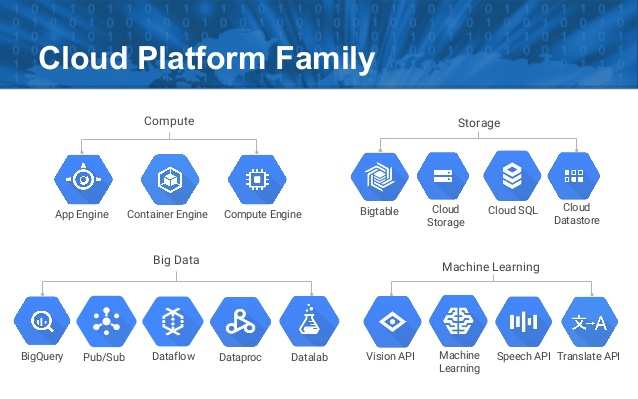 Cloud Platform Family
Compute
App Engine
Container Engine
Compute Engine
Storage
Bigtable
Cloud
Storage
Cloud SQL
Cloud
Datastore
Big Data
BigQuery
Pub/Sub
Dataflow
Dataproc
Datalab
Machine Learning
Vision API
Machine
Learning
Speech API
文→A
Translate API